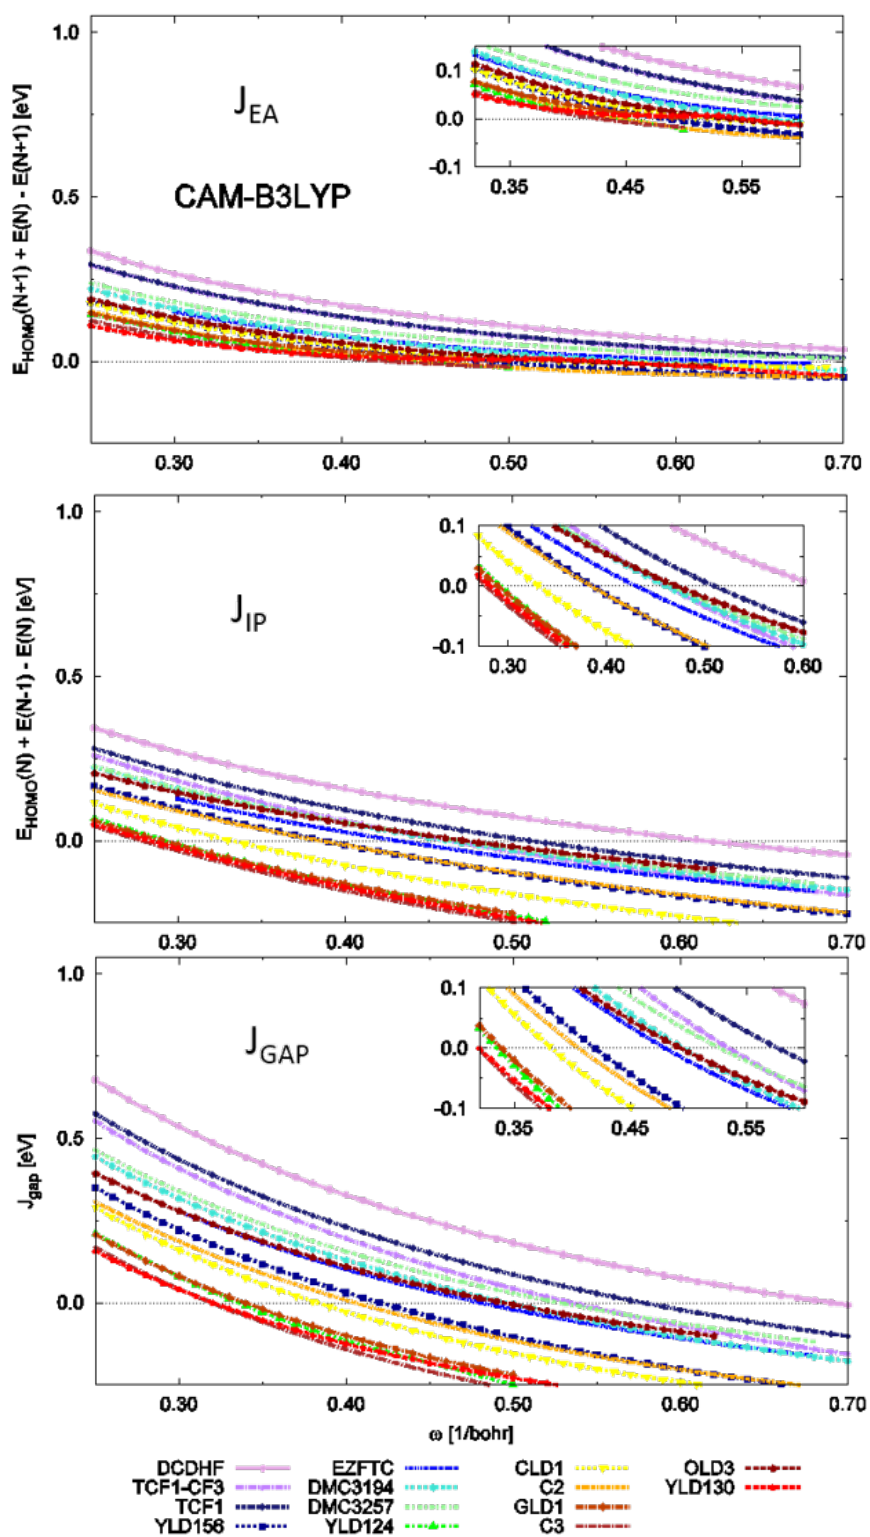 1.0
0.5
0.0
E_HOMO(N+1) + E(N) - E(N+1) [eV]
J_EA
CAM-B3LYP
0.1
0.0
-0.1
0.35 0.45 0.55
0.30 0.40 0.50 0.60 0.70
1.0
0.5
0.0
E_HOMO(N) + E(N-1) - E(N) [eV]
J_IP
0.1
0.0
-0.1
0.30 0.40 0.50 0.60
0.30 0.40 0.50 0.60 0.70
1.0
0.5
0.0
J_gap [eV]
J_GAP
0.1
0.0
-0.1
0.35 0.45 0.55
0.30 0.40 0.50 0.60 0.70
ω [1/bohr]
DCDHF EZFTC CLD1 OLD3
TCF1-CF3 DMC3194 C2 YLD130
TCF1 DMC3257 GLD1
YLD156 YLD124 C3